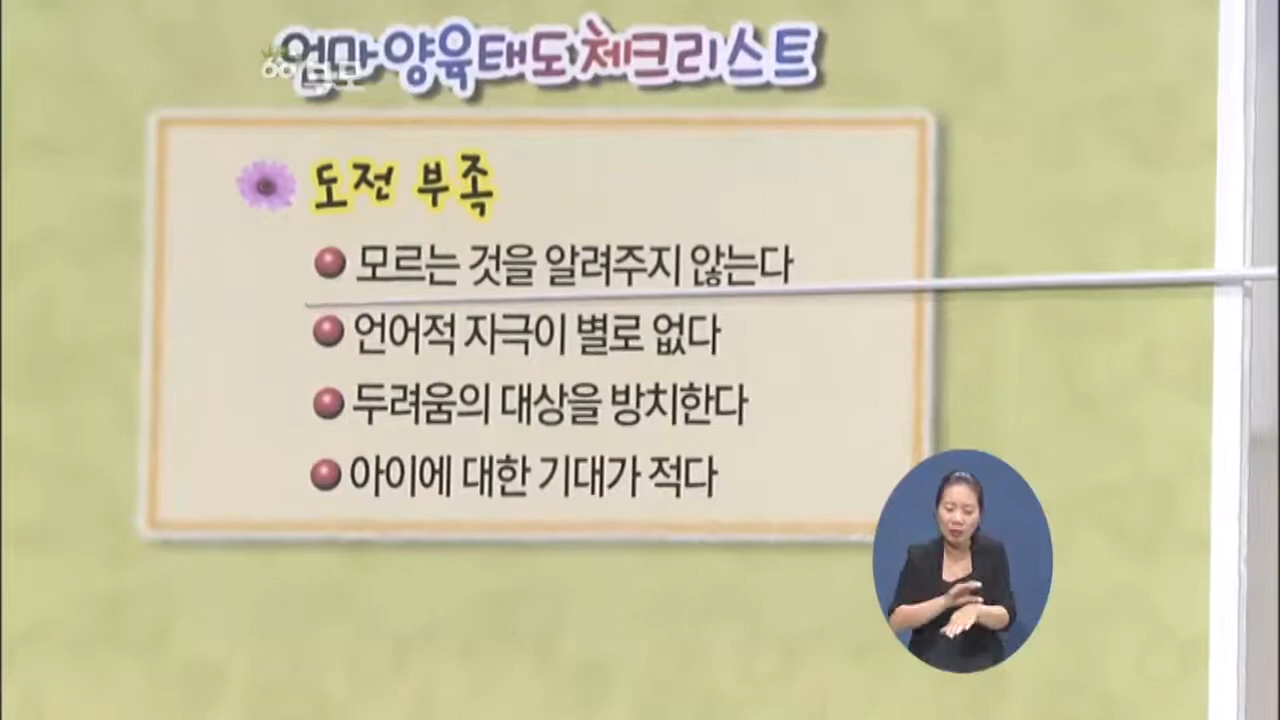 엄마 양육태도 체크리스트
도전 부족
모르는 것을 알려주지 않는다
언어적 자극이 별로 없다
두려움의 대상을 방치한다
아이에 대한 기대가 적다